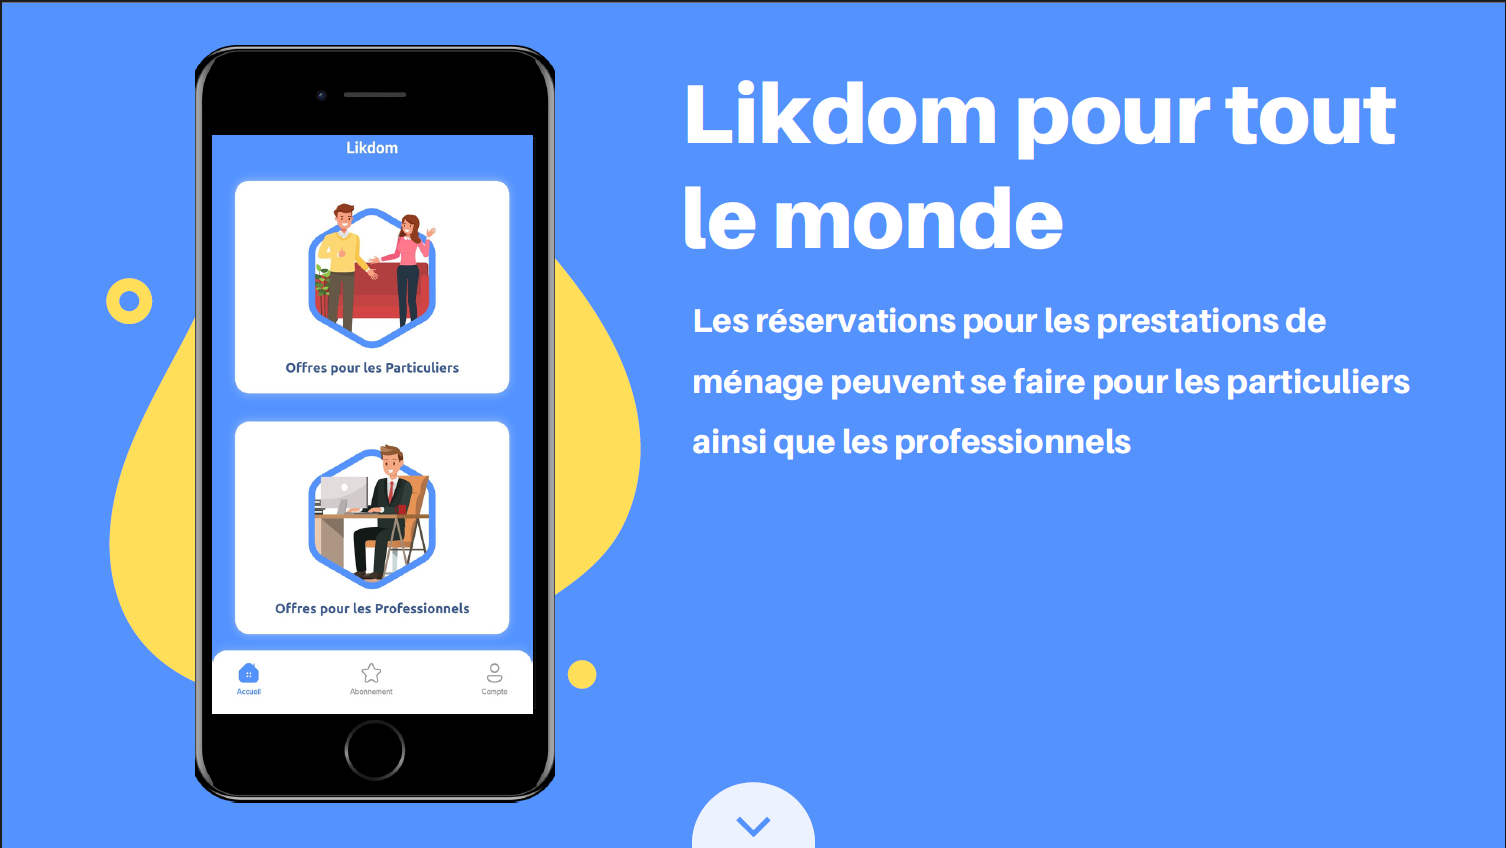 Likdom
Offres pour les Particuliers
Offres pour les Professionnels
Accueil
Abonnement
Compte
Likdom pour tout
le monde
Les réservations pour les prestations de
ménage peuvent se faire pour les particuliers
ainsi que les professionnels